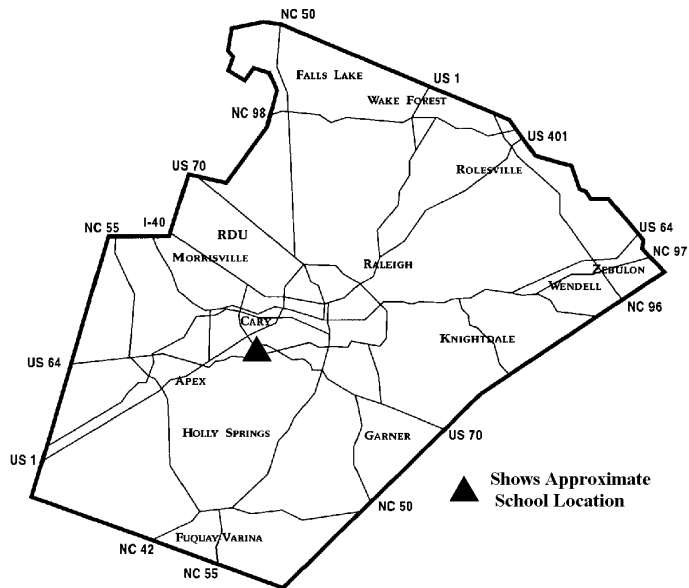 NC 50
FALLS LAKE
US 1
WAKE FOREST
NC 98
US 401
US 70
ROLESVILLE
NC 55
I-40
RDU
US 64
MORRISVILLE
RALEIGH
NC 97
ZEBULON
WENDELL
NC 96
CARY
KNIGHTDALE
US 64
APEX
HOLLY SPRINGS
GARNER
US 70
US 1
Shows Approximate
School Location
NC 50
FUQUAY VARINA
NC 42
NC 55